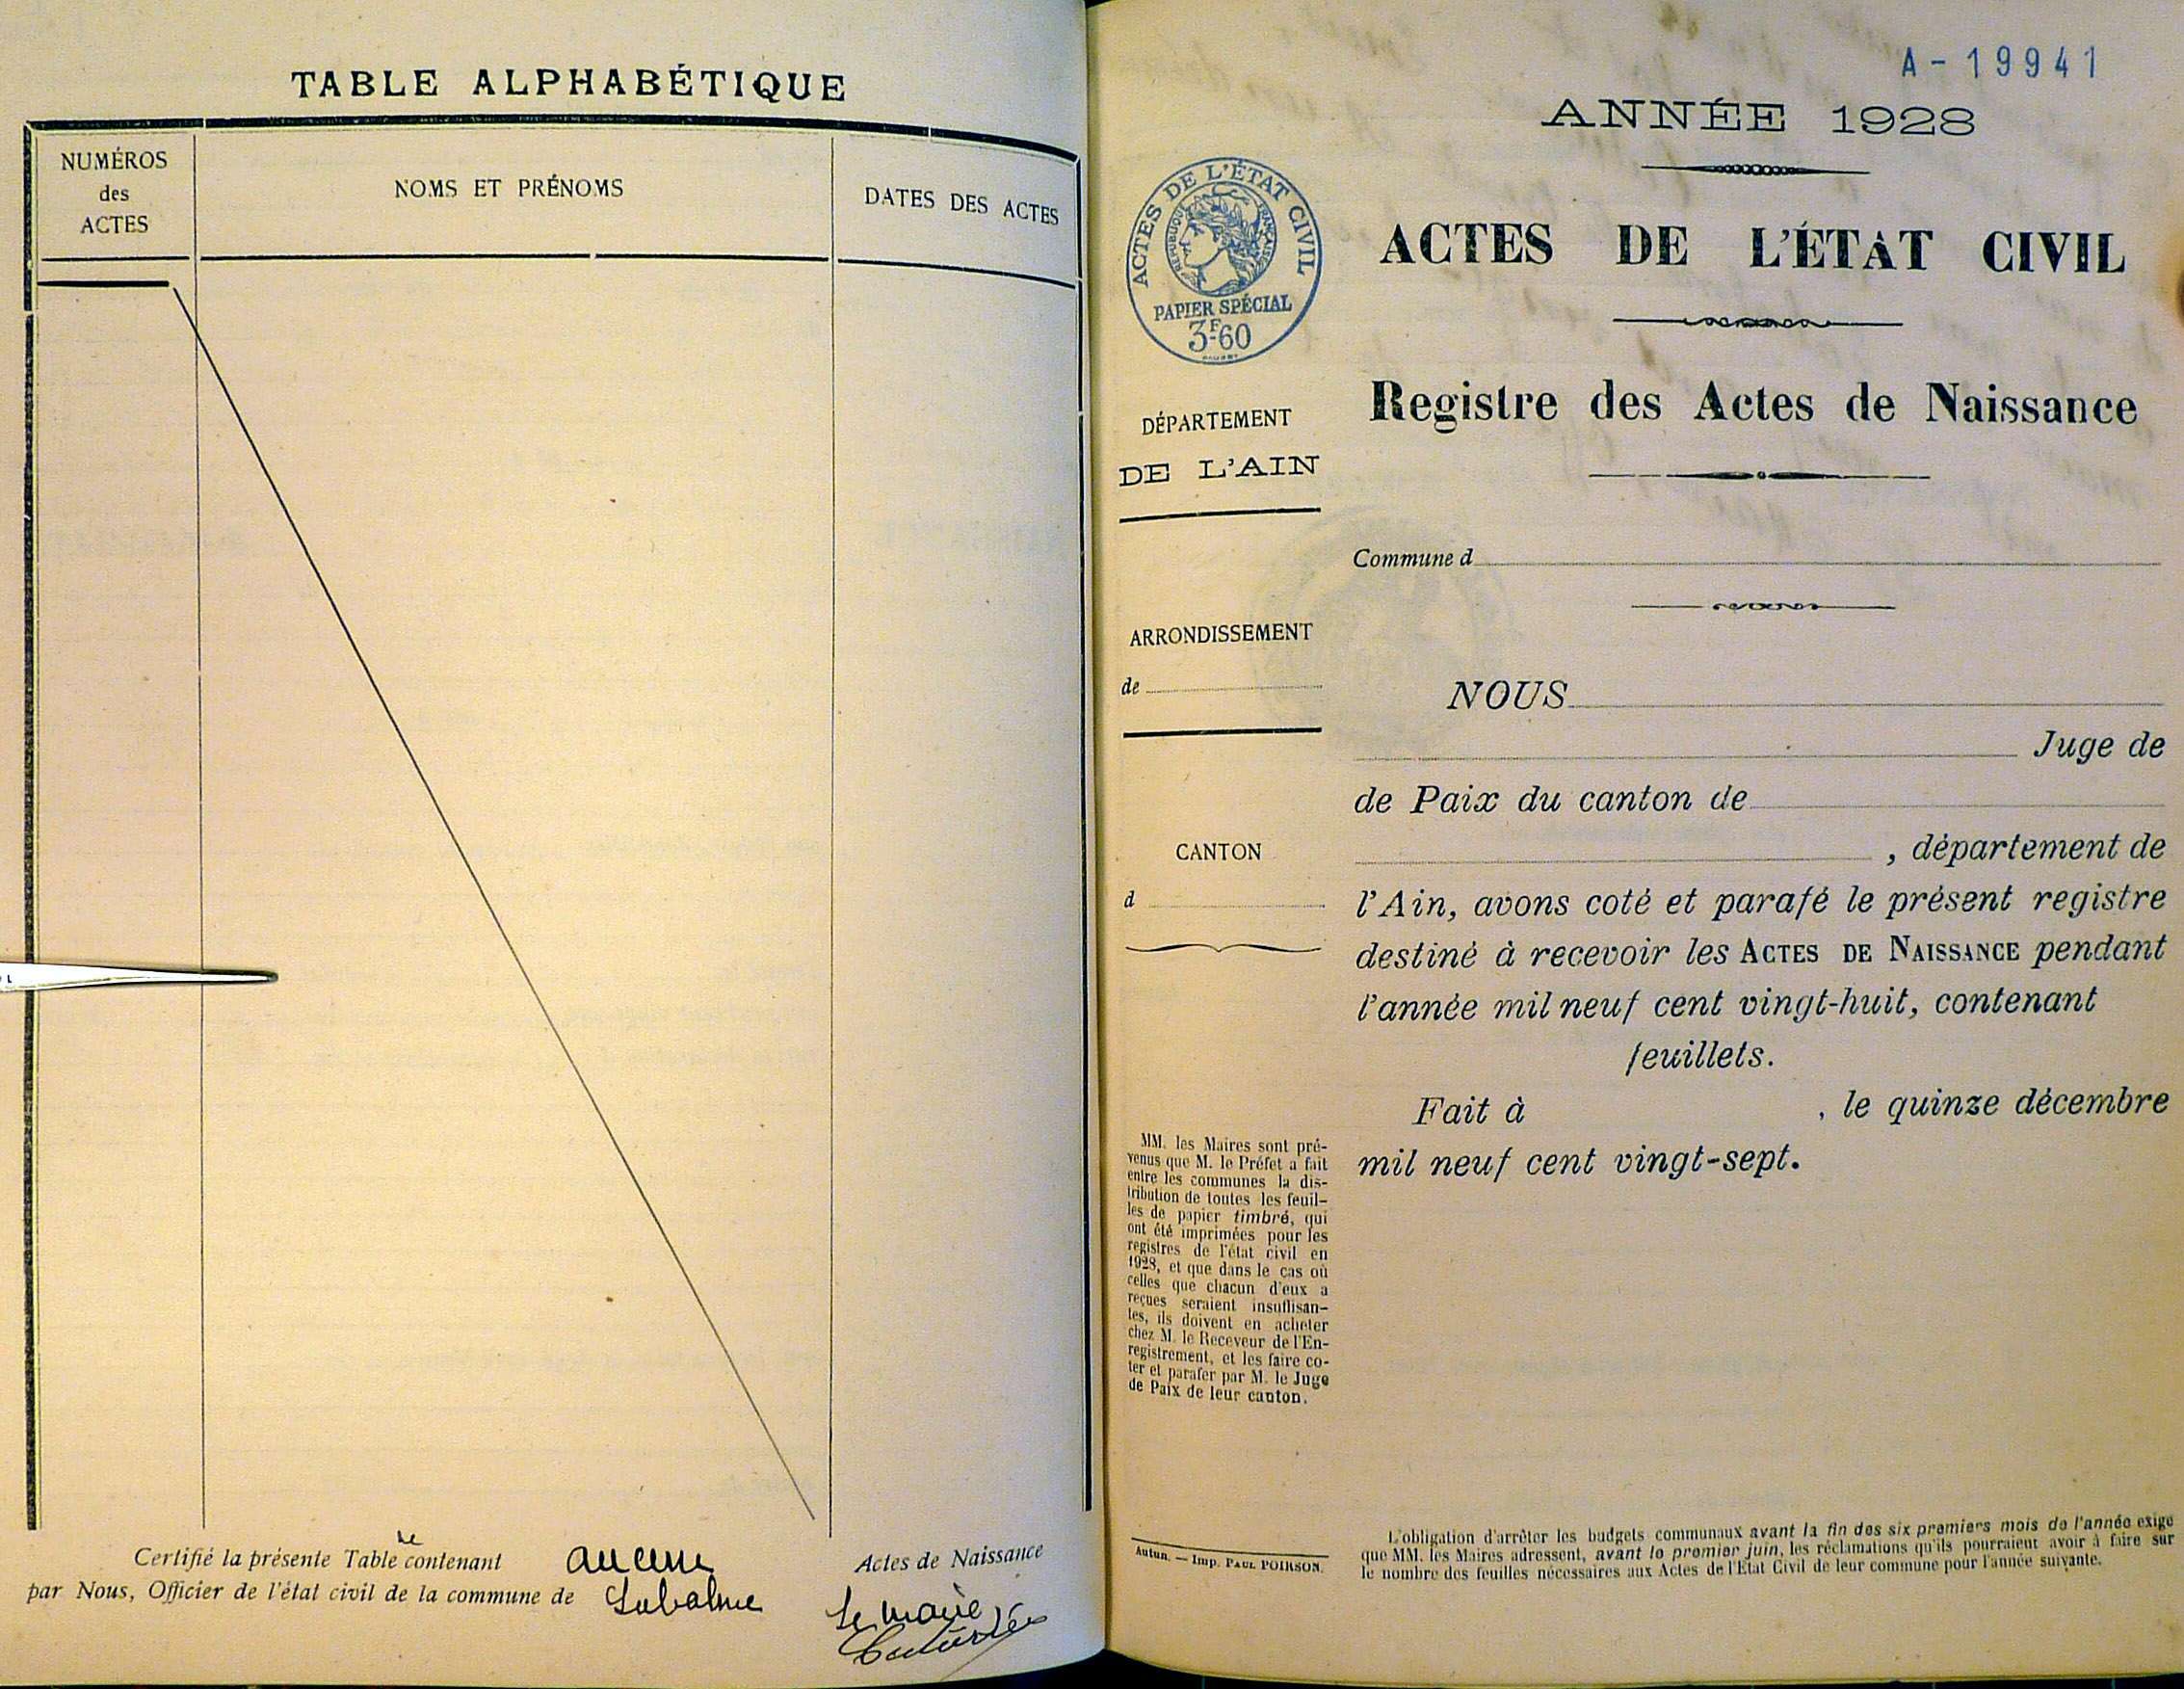 TABLE ALPHABÉTIQUE
NUMÉROS
des
ACTES
NOMS ET PRÉNOMS
DATES DES ACTES
Certifié la présente Table ne contenant aucune Actes de Naissance
par Nous, Officier de l'état civil de la commune de Labalme
Le maire
A-19941
ANNÉE 1928
ACTES DE L'ÉTAT CIVIL
RÉPUBLIQUE FRANÇAISE
PAPIER SPÉCIAL
3F60
ACTES DE L'ÉTAT CIVIL
Registre des Actes de Naissance
DÉPARTEMENT
DE L'AIN
ARRONDISSEMENT
de
CANTON
d
MM. les Maires sont pré-
venus que M. le Préfet a fait
entre les communes la dis-
tribution de toutes les feuil-
les de papier timbré, qui
ont été imprimées pour les
registres de l'état civil en
1928, et que dans le cas où
celles que chacun d'eux a
reçues seraient insuffisan-
tes, ils doivent en acheter
chez M. le Receveur de l'En-
registrement, et les faire co-
ter et parafer par M. le Juge
de Paix de leur canton.
Autun. — Imp. PAUL POIRSON.
Commune d
NOUS
Juge de
de Paix du canton de
, département de
l'Ain, avons coté et parafé le présent registre
destiné à recevoir les ACTES DE NAISSANCE pendant
l'année mil neuf cent vingt-huit, contenant
feuillets.
Fait à , le quinze décembre
mil neuf cent vingt-sept.
L'obligation d'arrêter les budgets communaux avant la fin des six premiers mois de l'année exige
que MM. les Maires adressent, avant le premier juin, les réclamations qu'ils pourraient avoir à faire sur
le nombre des feuilles nécessaires aux Actes de l'Etat Civil de leur commune pour l'année suivante.